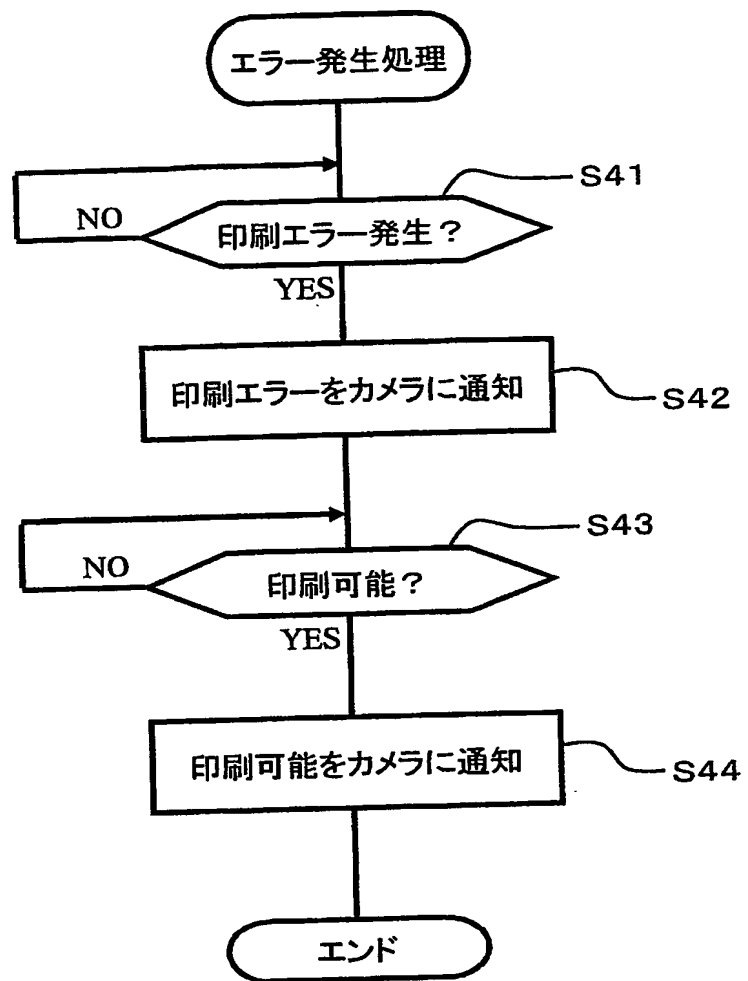 エラー発生処理
S41
NO
印刷エラー発生?
YES
印刷エラーをカメラに通知
S42
S43
NO
印刷可能?
YES
印刷可能をカメラに通知
S44
エンド